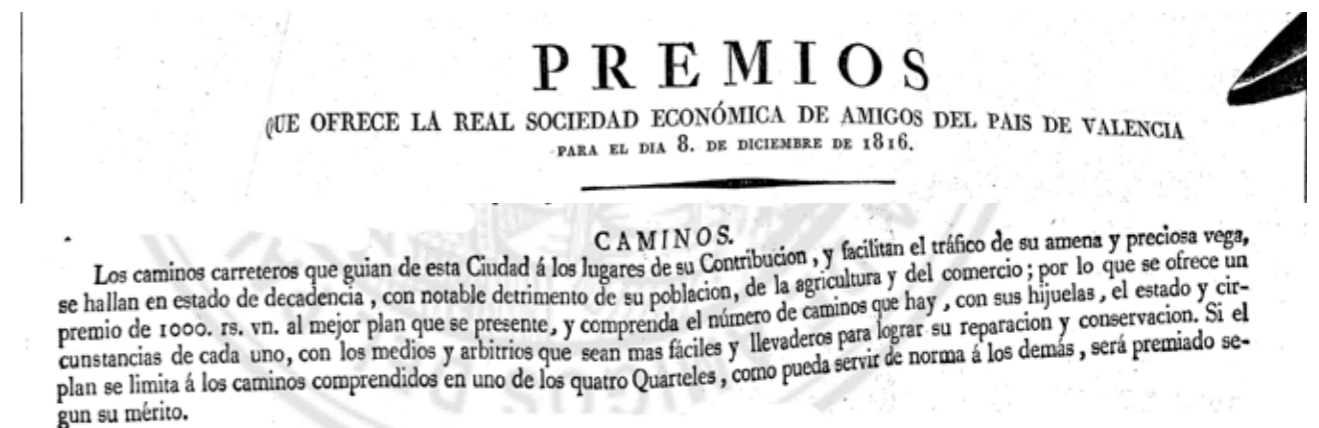 PREMIOS
QUE OFRECE LA REAL SOCIEDAD ECONÓMICA DE AMIGOS DEL PAIS DE VALENCIA
PARA EL DIA 8. DE DICIEMBRE DE 1816.
CAMINOS.
Los caminos carreteros que guian de esta Ciudad á los lugares de su Contribucion, y facilitan el tráfico de su amena y preciosa vega,
se hallan en estado de decadencia, con notable detrimento de su poblacion, de la agricultura y del comercio; por lo que se ofrece un
premio de 1000. rs. vn. al mejor plan que se presente, y comprenda el número de caminos que hay, con sus hijuelas, el estado y cir-
cunstancias de cada uno, con los medios y arbitrios que sean mas fáciles y llevaderos para lograr su reparacion y conservacion. Si el
plan se limita á los caminos comprendidos en uno de los quatro Quarteles, como pueda servir de norma á los demás, será premiado se-
gun su mérito.